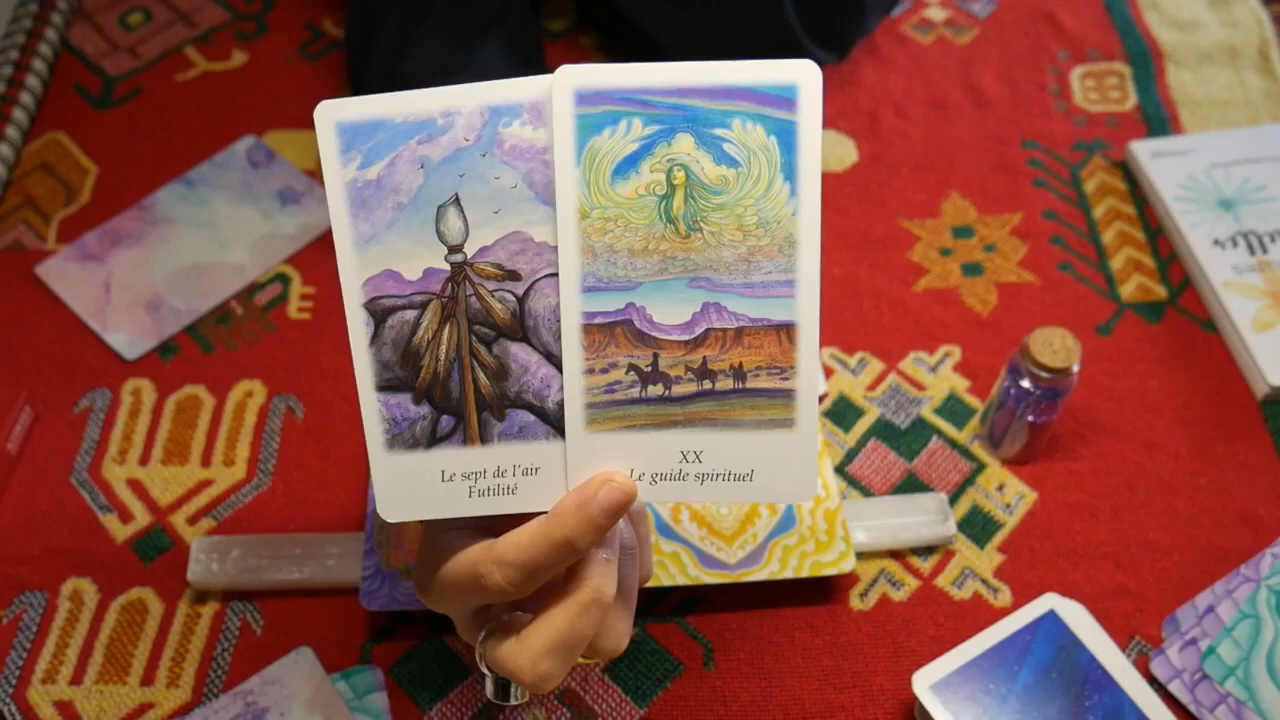 Le sept de l'air
Futilité
XX
Le guide spirituel